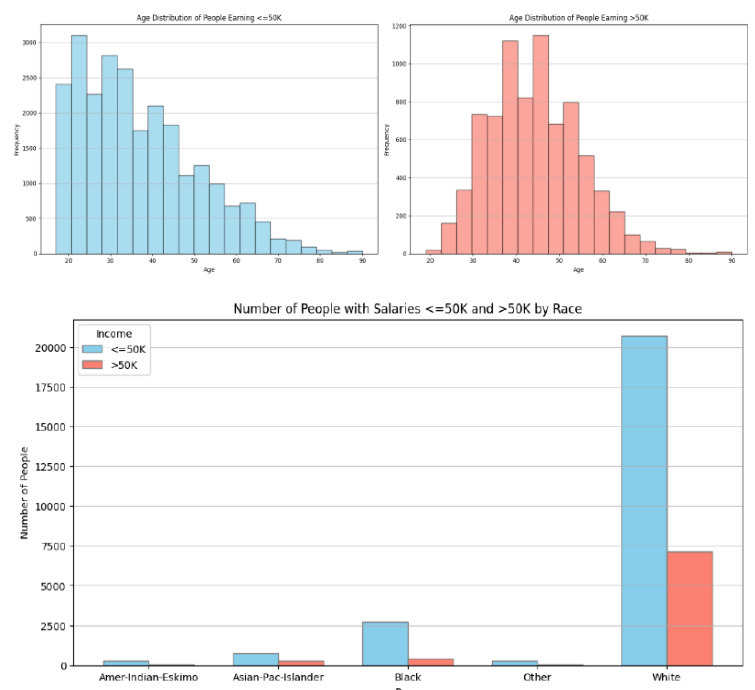 Age Distribution of People Earning <=50K
Frequency
3000
2500
2000
1500
1000
500
0
20 30 40 50 60 70 80 90
Age
Age Distribution of People Earning >50K
Frequency
1200
1000
800
600
400
200
0
20 30 40 50 60 70 80 90
Age
Number of People with Salaries <=50K and >50K by Race
Income
<=50K
>50K
Number of People
20000
17500
15000
12500
10000
7500
5000
2500
0
Amer-Indian-Eskimo Asian-Pac-Islander Black Other White